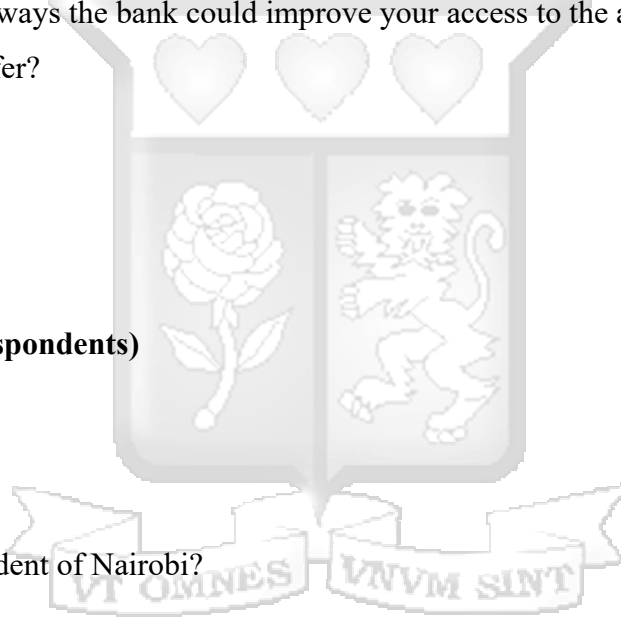 ways the bank could improve your access to the a
fer?
spondents)
dent of Nairobi?
VT OMNES VNVM SINT